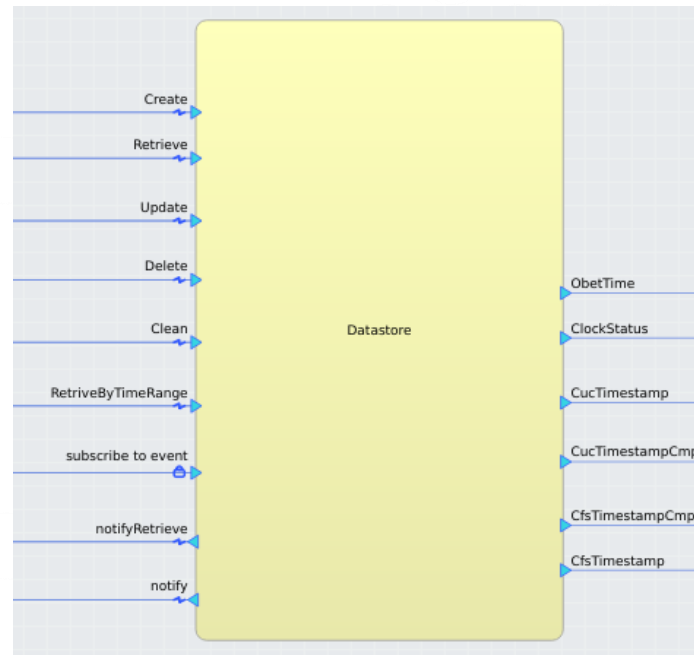 Create
Retrieve
Update
Delete
Clean
RetriveByTimeRange
subscribe to event
notifyRetrieve
notify
Datastore
ObetTime
ClockStatus
CucTimestamp
CucTimestampCmp
CfsTimestampCmp
CfsTimestamp